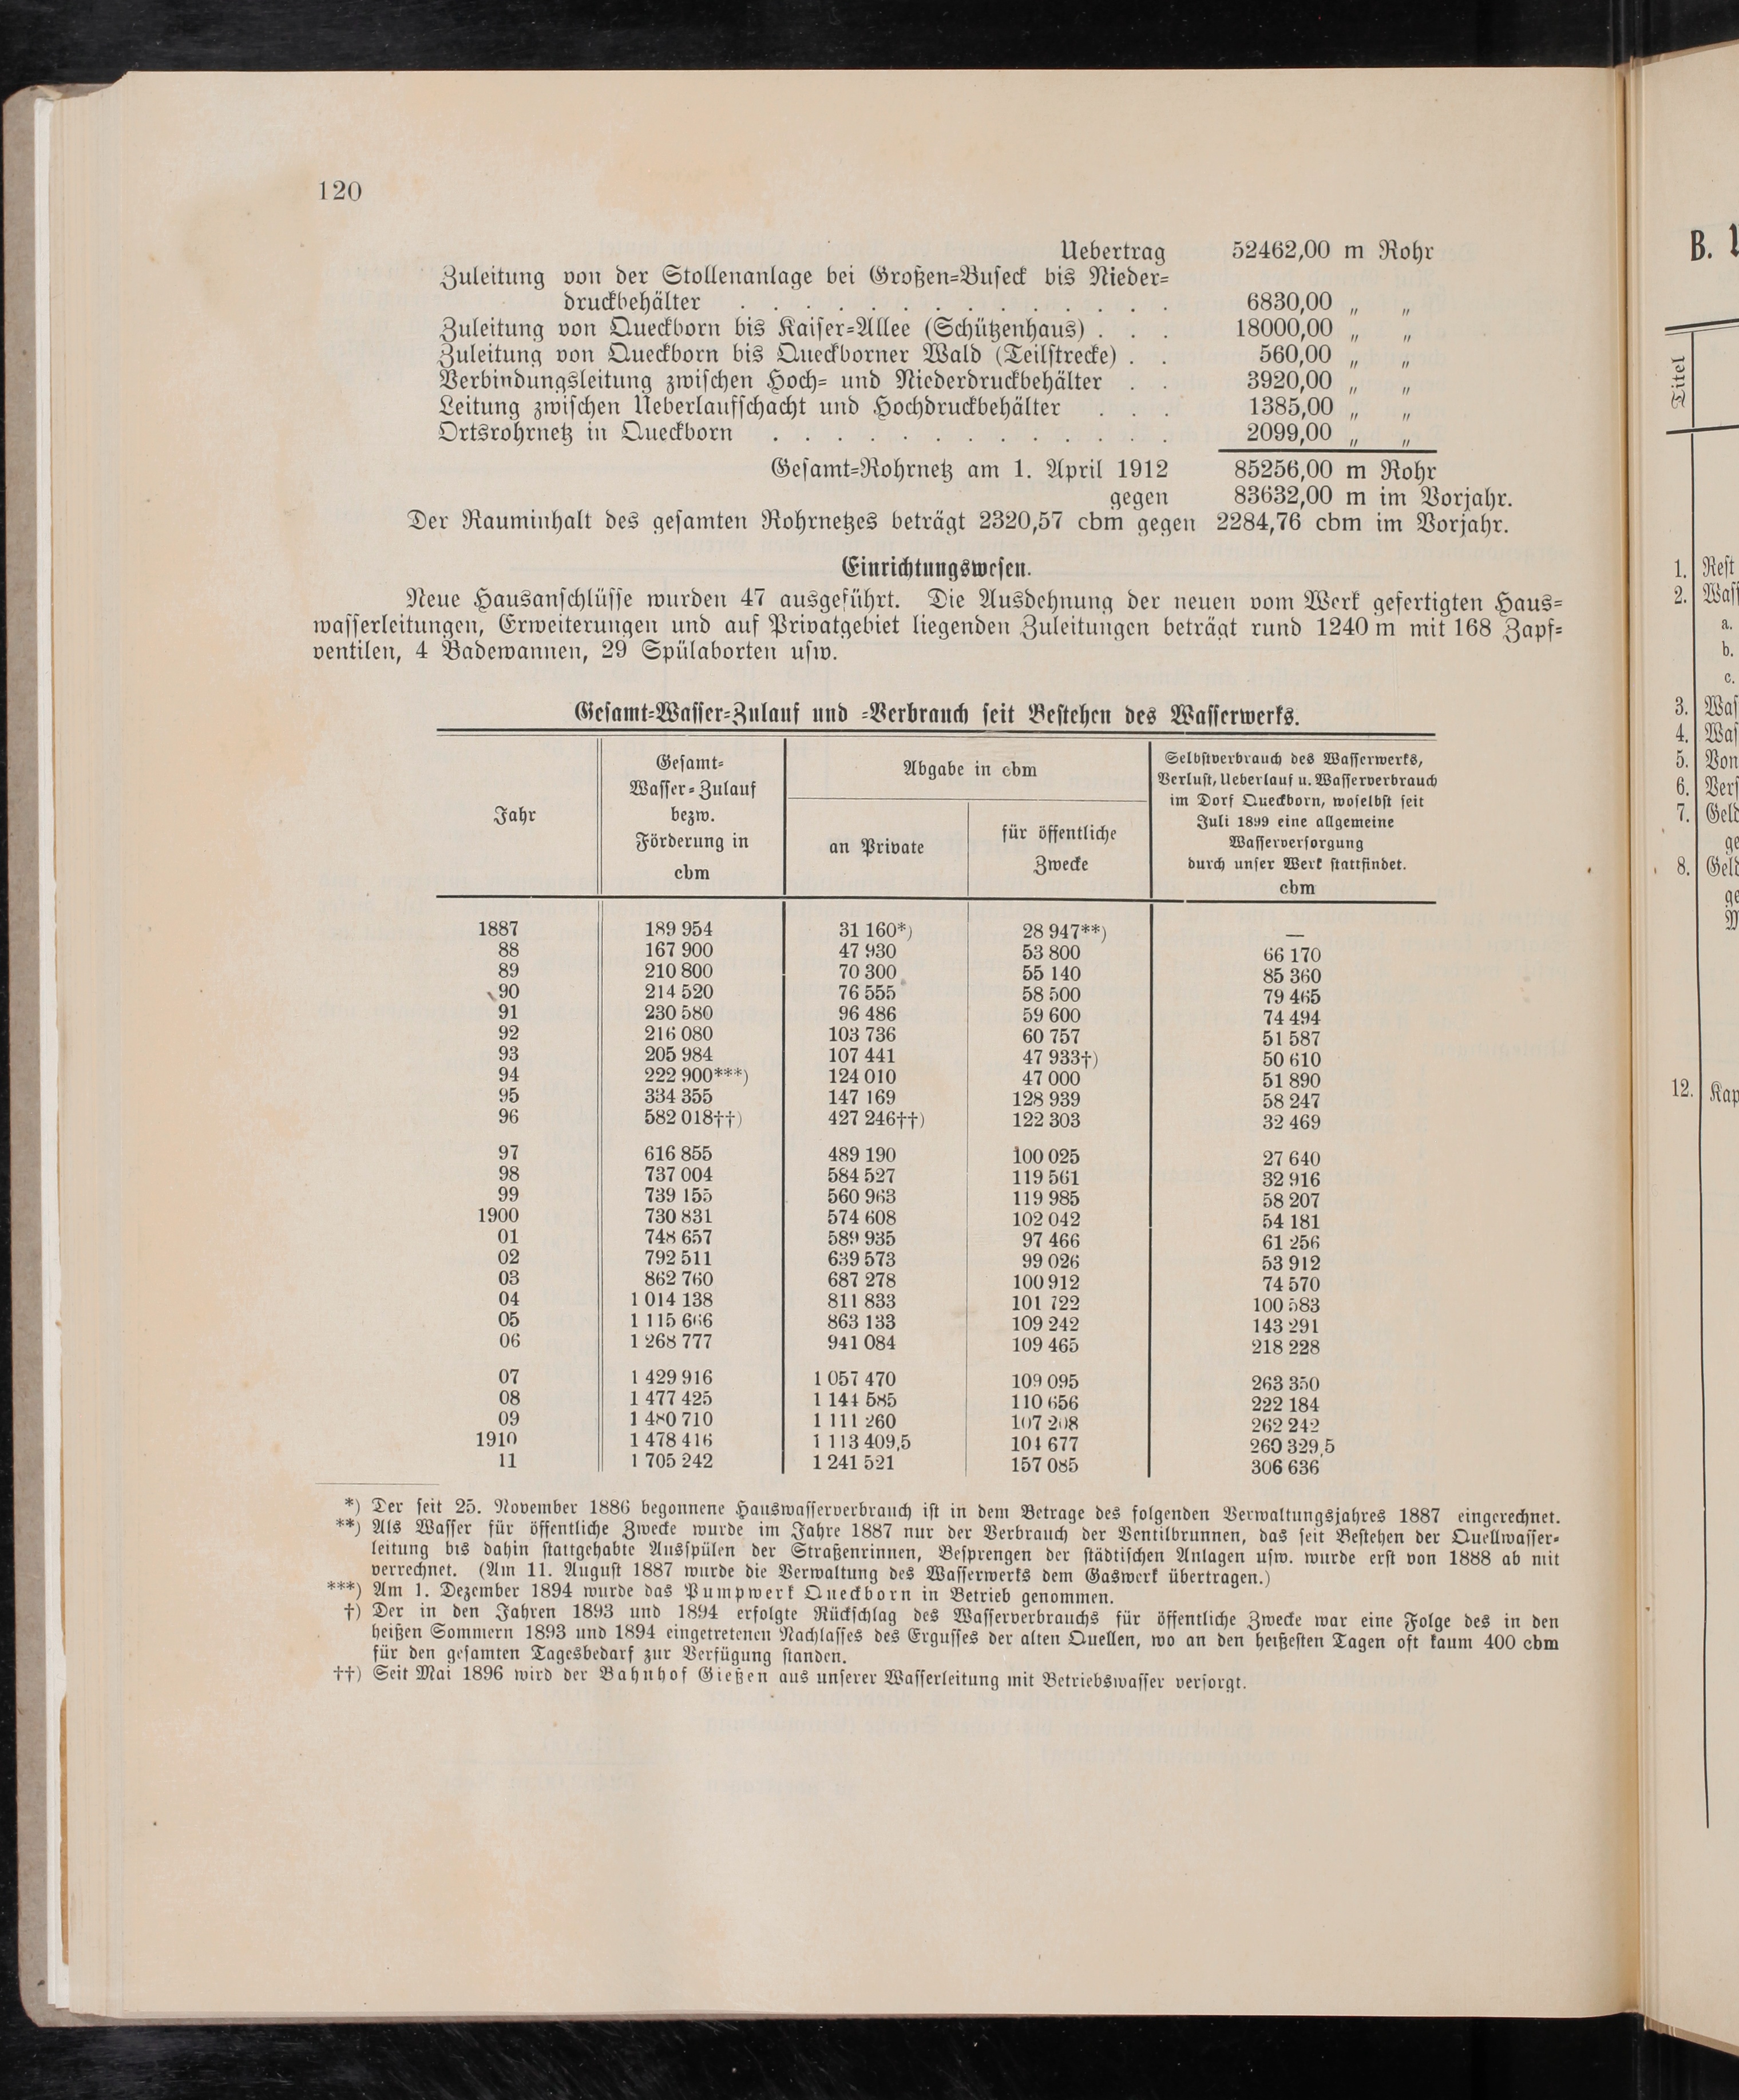 120
Uebertrag 52462,00 m Rohr
Zuleitung von der Stollenanlage bei Großen-Buseck bis Nieder-
druckbehälter . . . . . . . . . . . . . . 6830,00 „ „
Zuleitung von Queckborn bis Kaiser-Allee (Schützenhaus) . . . 18000,00 „ „
Zuleitung von Queckborn bis Queckborner Wald (Teilstrecke) . . 560,00 „ „
Verbindungsleitung zwischen Hoch- und Niederdruckbehälter . . 3920,00 „ „
Leitung zwischen Ueberlaufschacht und Hochdruckbehälter . . . 1385,00 „ „
Ortsrohrnetz in Queckborn . . . . . . . . . . . . . 2099,00 „ „
Gesamt-Rohrnetz am 1. April 1912 85256,00 m Rohr
gegen 83632,00 m im Vorjahr.
Der Rauminhalt des gesamten Rohrnetzes beträgt 2320,57 cbm gegen 2284,76 cbm im Vorjahr.
Einrichtungswesen.
Neue Hausanschlüsse wurden 47 ausgeführt. Die Ausdehnung der neuen vom Werk gefertigten Haus-
wasserleitungen, Erweiterungen und auf Privatgebiet liegenden Zuleitungen beträgt rund 1240 m mit 168 Zapf-
ventilen, 4 Badewannen, 29 Spülaborten usw.
Gesamt-Wasser-Zulauf und -Verbrauch seit Bestehen des Wasserwerks.
Jahr
Gesamt-
Wasser-Zulauf
bezw.
Förderung in
cbm
Abgabe in cbm
an Private
für öffentliche
Zwecke
Selbstverbrauch des Wasserwerks,
Verlust, Ueberlauf u. Wasserverbrauch
im Dorf Queckborn, woselbst seit
Juli 1899 eine allgemeine
Wasserversorgung
durch unser Werk stattfindet.
cbm
1887 189 954 31 160*) 28 947**) —
88 167 900 47 930 53 800 66 170
89 210 800 70 300 55 140 85 360
90 214 520 76 555 58 500 79 465
91 230 580 96 486 59 600 74 494
92 216 080 103 736 60 757 51 587
93 205 984 107 441 47 933†) 50 610
94 222 900***) 124 010 47 000 51 890
95 334 355 147 169 128 939 58 247
96 582 018††) 427 246††) 122 303 32 469
97 616 855 489 190 100 025 27 640
98 737 004 584 527 119 561 32 916
99 739 155 560 963 119 985 58 207
1900 730 831 574 608 102 042 54 181
01 748 657 589 935 97 466 61 256
02 792 511 639 573 99 026 53 912
03 862 760 687 278 100 912 74 570
04 1 014 138 811 833 101 722 100 583
05 1 115 666 863 133 109 242 143 291
06 1 268 777 941 084 109 465 218 228
07 1 429 916 1 057 470 109 095 263 350
08 1 477 425 1 144 585 110 656 222 184
09 1 480 710 1 111 260 107 208 262 242
1910 1 478 416 1 113 409,5 104 677 260 329,5
11 1 705 242 1 241 521 157 085 306 636
*) Der seit 25. November 1886 begonnene Hauswasserverbrauch ist in dem Betrage des folgenden Verwaltungsjahres 1887 eingerechnet.
**) Als Wasser für öffentliche Zwecke wurde im Jahre 1887 nur der Verbrauch der Ventilbrunnen, das seit Bestehen der Quellwasser-
leitung bis dahin stattgehabte Ausspülen der Straßenrinnen, Besprengen der städtischen Anlagen usw. wurde erst von 1888 ab mit
verrechnet. (Am 11. August 1887 wurde die Verwaltung des Wasserwerks dem Gaswerk übertragen.)
***) Am 1. Dezember 1894 wurde das Pumpwerk Queckborn in Betrieb genommen.
†) Der in den Jahren 1893 und 1894 erfolgte Rückschlag des Wasserverbrauchs für öffentliche Zwecke war eine Folge des in den
heißen Sommern 1893 und 1894 eingetretenen Nachlasses des Ergusses der alten Quellen, wo an den heißesten Tagen oft kaum 400 cbm
für den gesamten Tagesbedarf zur Verfügung standen.
††) Seit Mai 1896 wird der Bahnhof Gießen aus unserer Wasserleitung mit Betriebswasser versorgt.
B.
Titel
1. Rest
2.
a.
b.
c.
3.
4.
5. Von
6.
7.
8.
12.